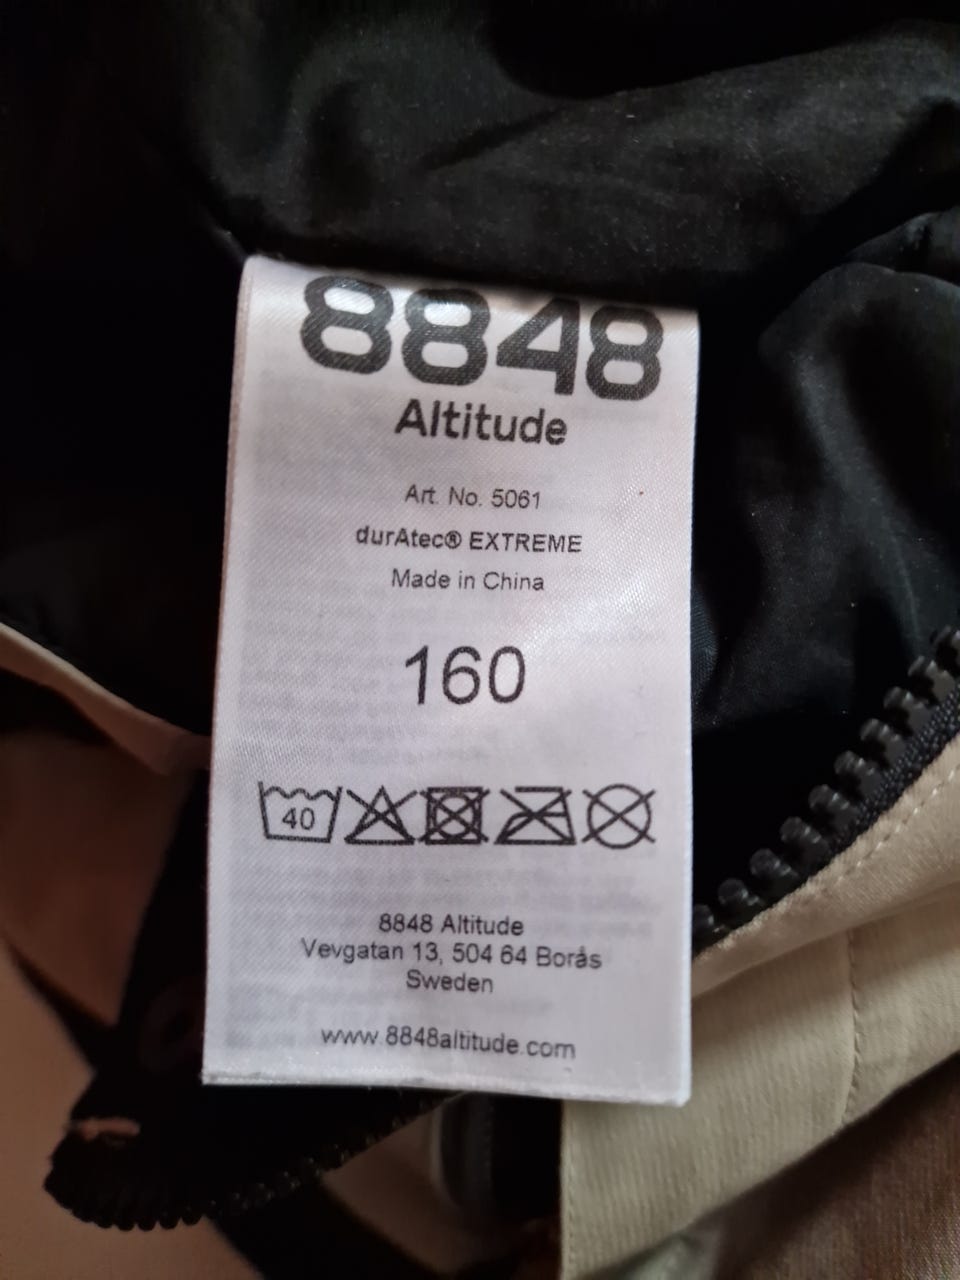 8848
Altitude
Art. No. 5061
durAtec® EXTREME
Made in China
160
40
8848 Altitude
Vevgatan 13, 504 64 Borås
Sweden
www.8848altitude.com